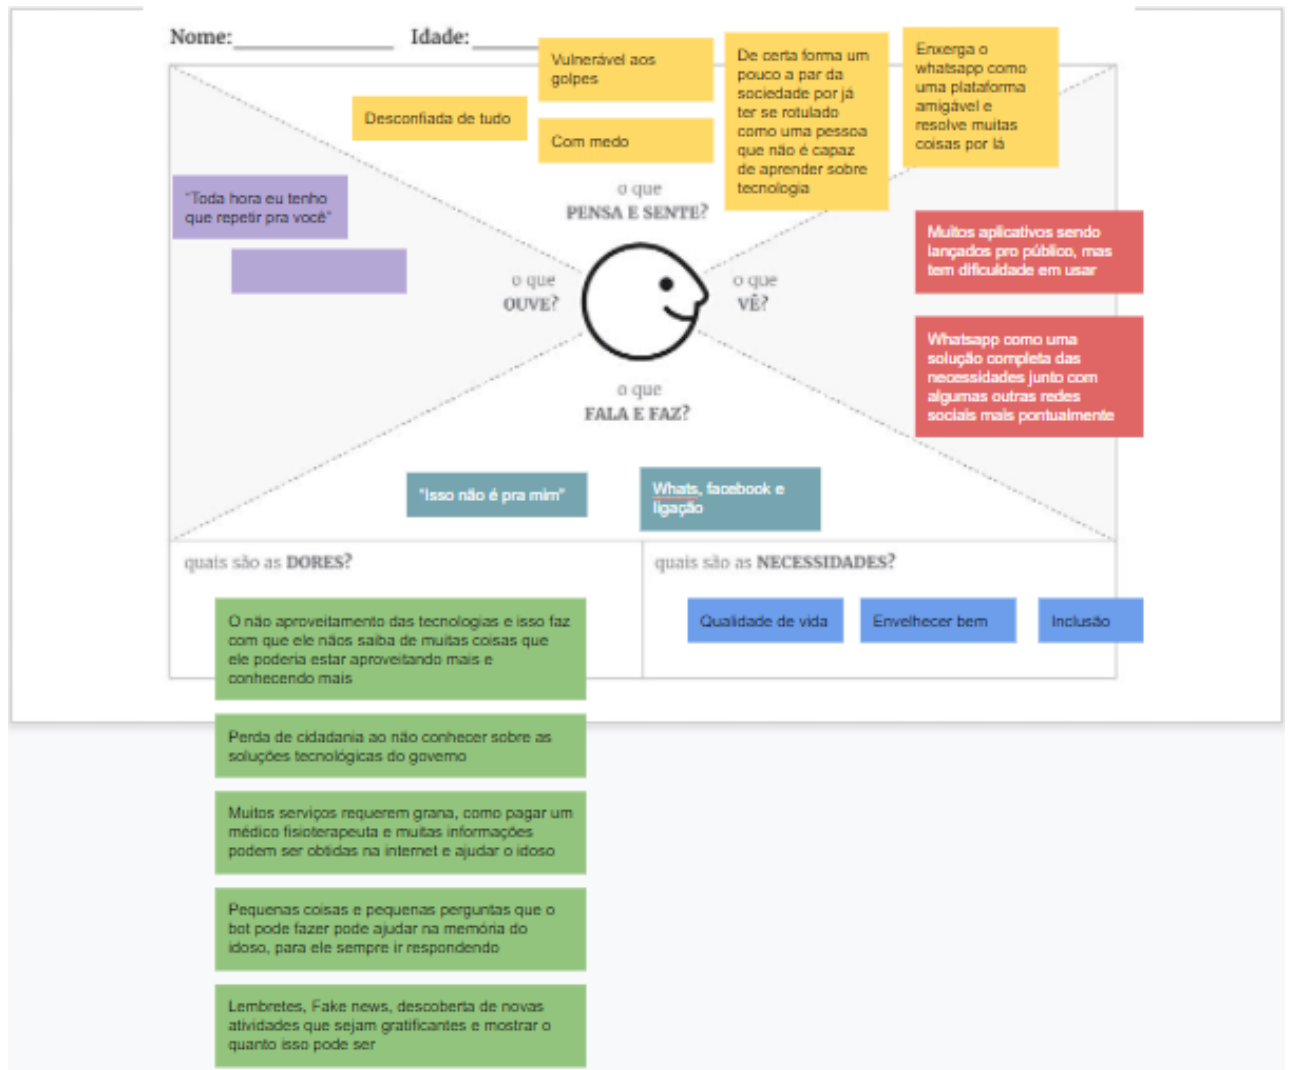 Nome:
Idade:
Desconfiada de tudo
Vulnerável aos
golpes
Com medo
De certa forma um
pouco a par da
sociedade por já
ter se rotulado
como uma pessoa
que não é capaz
de aprender sobre
tecnologia
Enxerga o
whatsapp como
uma plataforma
amigável e
resolve muitas
coisas por lá
o que
PENSA E SENTE?
"Toda hora eu tenho
que repetir pra você"
o que
OUVE?
o que
VÊ?
Muitos aplicativos sendo
lançados pro público, mas
tem dificuldade em usar
Whatsapp como uma
solução completa das
necessidades junto com
algumas outras redes
sociais mais pontualmente
o que
FALA E FAZ?
"Isso não é pra mim"
Whats, facebook e
ligação
quais são as DORES?
O não aproveitamento das tecnologias e isso faz
com que ele nãos saiba de muitas coisas que
ele poderia estar aproveitando mais e
conhecendo mais
Perda de cidadania ao não conhecer sobre as
soluções tecnológicas do governo
Muitos serviços requerem grana, como pagar um
médico fisioterapeuta e muitas informações
podem ser obtidas na internet e ajudar o idoso
Pequenas coisas e pequenas perguntas que o
bot pode fazer pode ajudar na memória do
idoso, para ele sempre ir respondendo
Lembretes, Fake news, descoberta de novas
atividades que sejam gratificantes e mostrar o
quanto isso pode ser
quais são as NECESSIDADES?
Qualidade de vida
Envelhecer bem
Inclusão